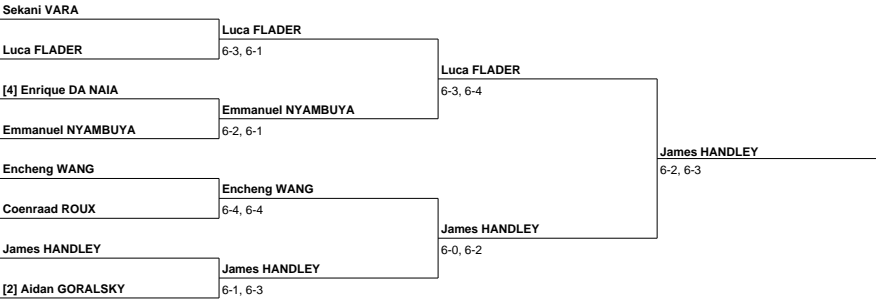 Sekani VARA
Luca FLADER
Luca FLADER
6-3, 6-1
Luca FLADER
[4] Enrique DA NAIA
6-3, 6-4
Emmanuel NYAMBUYA
Emmanuel NYAMBUYA
6-2, 6-1
James HANDLEY
Encheng WANG
6-2, 6-3
Encheng WANG
Coenraad ROUX
6-4, 6-4
James HANDLEY
James HANDLEY
6-0, 6-2
James HANDLEY
[2] Aidan GORALSKY
6-1, 6-3